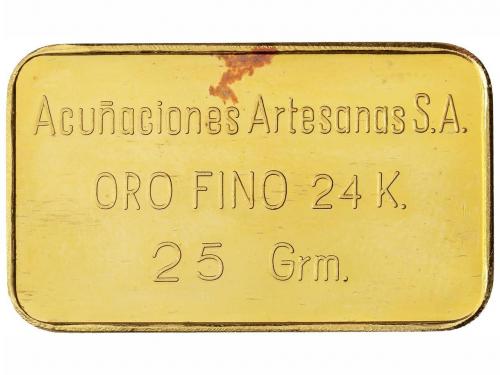 Acuñaciones Artesanas S.A.
ORO FINO 24 K.
25 Grm.